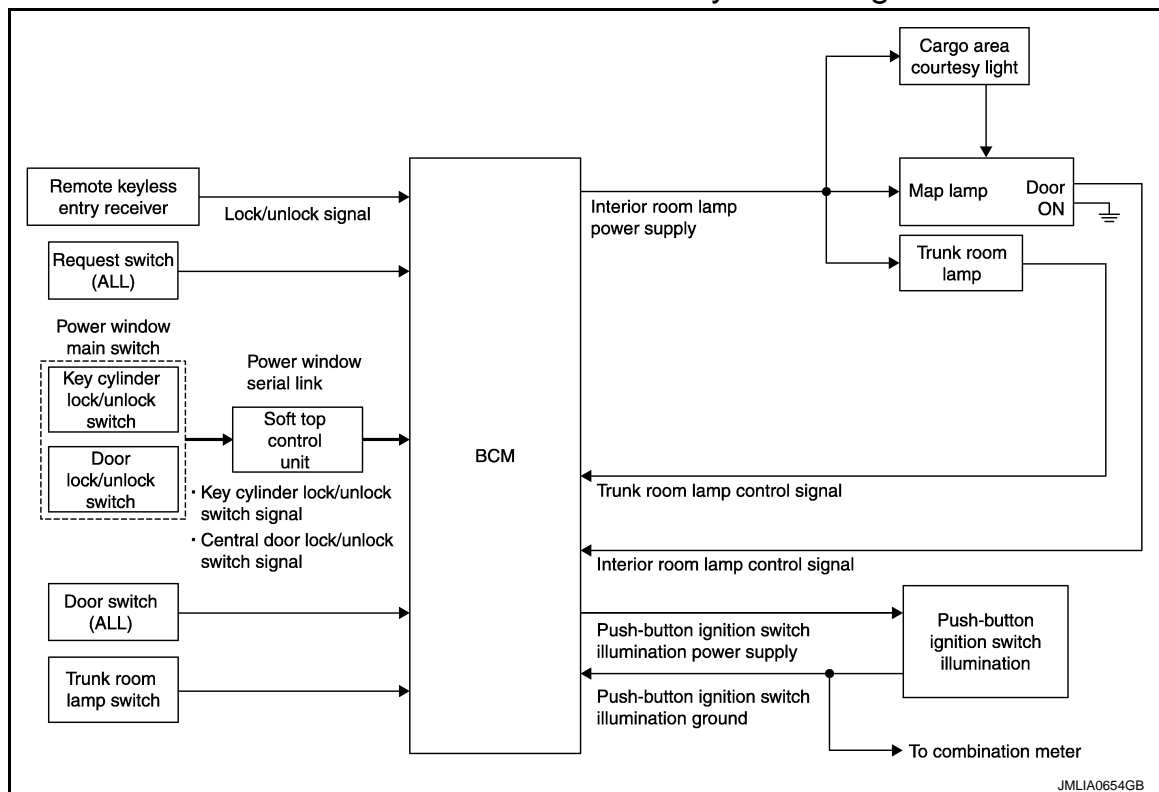 Cargo area
courtesy light
Remote keyless
entry receiver
Lock/unlock signal
Interior room lamp
power supply
Map lamp
Door
ON
Request switch
(ALL)
Trunk room
lamp
Power window
main switch
Key cylinder
lock/unlock
switch
Door
lock/unlock
switch
Power window
serial link
Soft top
control
unit
· Key cylinder lock/unlock
switch signal
· Central door lock/unlock
switch signal
BCM
Trunk room lamp control signal
Interior room lamp control signal
Door switch
(ALL)
Trunk room
lamp switch
Push-button ignition switch
illumination power supply
Push-button
ignition switch
illumination
Push-button ignition switch
illumination ground
To combination meter
JMLIA0654GB